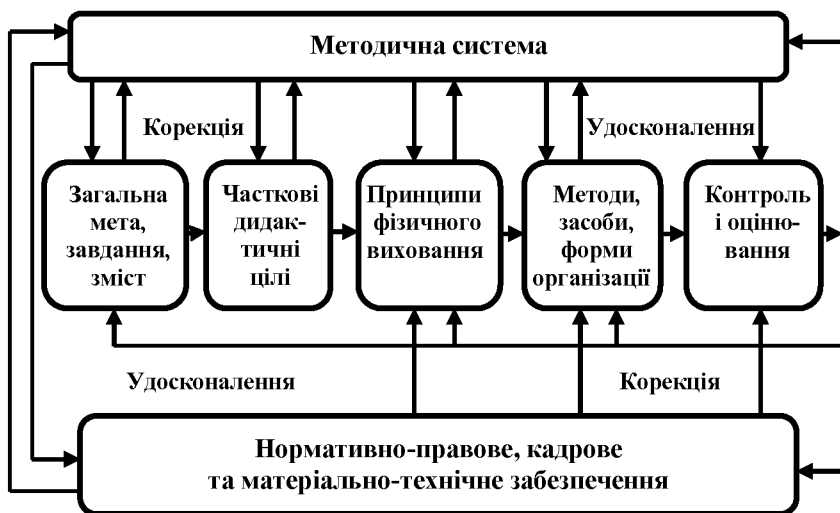 Методична система
Корекція
Удосконалення
Загальна
мета,
завдання,
зміст
Часткові
дидак-
тичні
цілі
Принципи
фізичного
виховання
Методи,
засоби,
форми
організації
Контроль
і оціню-
вання
Удосконалення
Корекція
Нормативно-правове, кадрове
та матеріально-технічне забезпечення